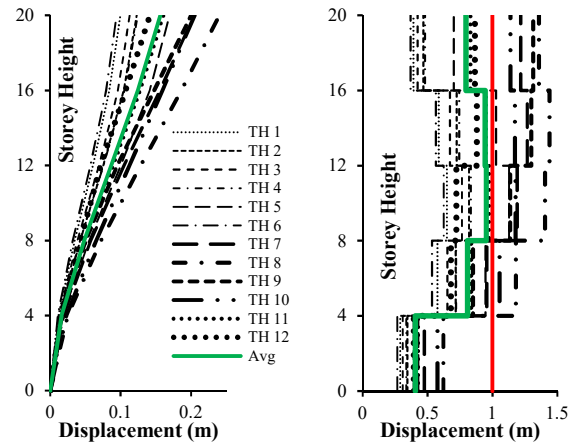 20
16
12
8
4
0
Storey Height
TH 1
TH 2
TH 3
TH 4
TH 5
TH 6
TH 7
TH 8
TH 9
TH 10
TH 11
TH 12
Avg
0 0.1 0.2
Displacement (m)
20
16
12
8
4
0
Storey Height
0 0.5 1 1.5
Displacement (m)